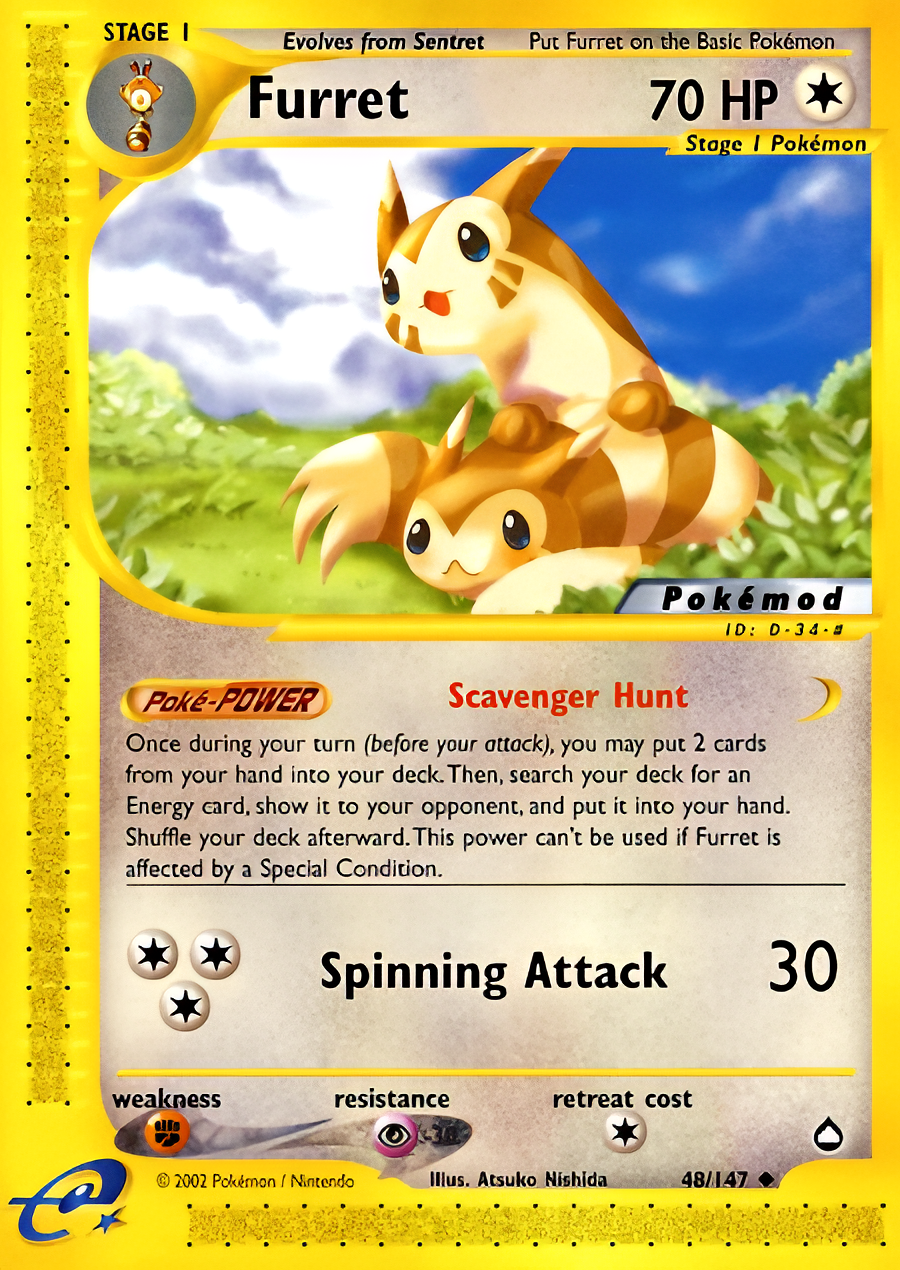 STAGE 1
Evolves from Sentret Put Furret on the Basic Pokémon
Furret 70 HP
Stage 1 Pokémon
Pokémod
ID: D-34-#
Poké-POWER Scavenger Hunt
Once during your turn (before your attack), you may put 2 cards
from your hand into your deck. Then, search your deck for an
Energy card, show it to your opponent, and put it into your hand.
Shuffle your deck afterward. This power can't be used if Furret is
affected by a Special Condition.
Spinning Attack 30
weakness resistance retreat cost
-30
© 2002 Pokémon / Nintendo Illus. Atsuko Nishida 48/147
e